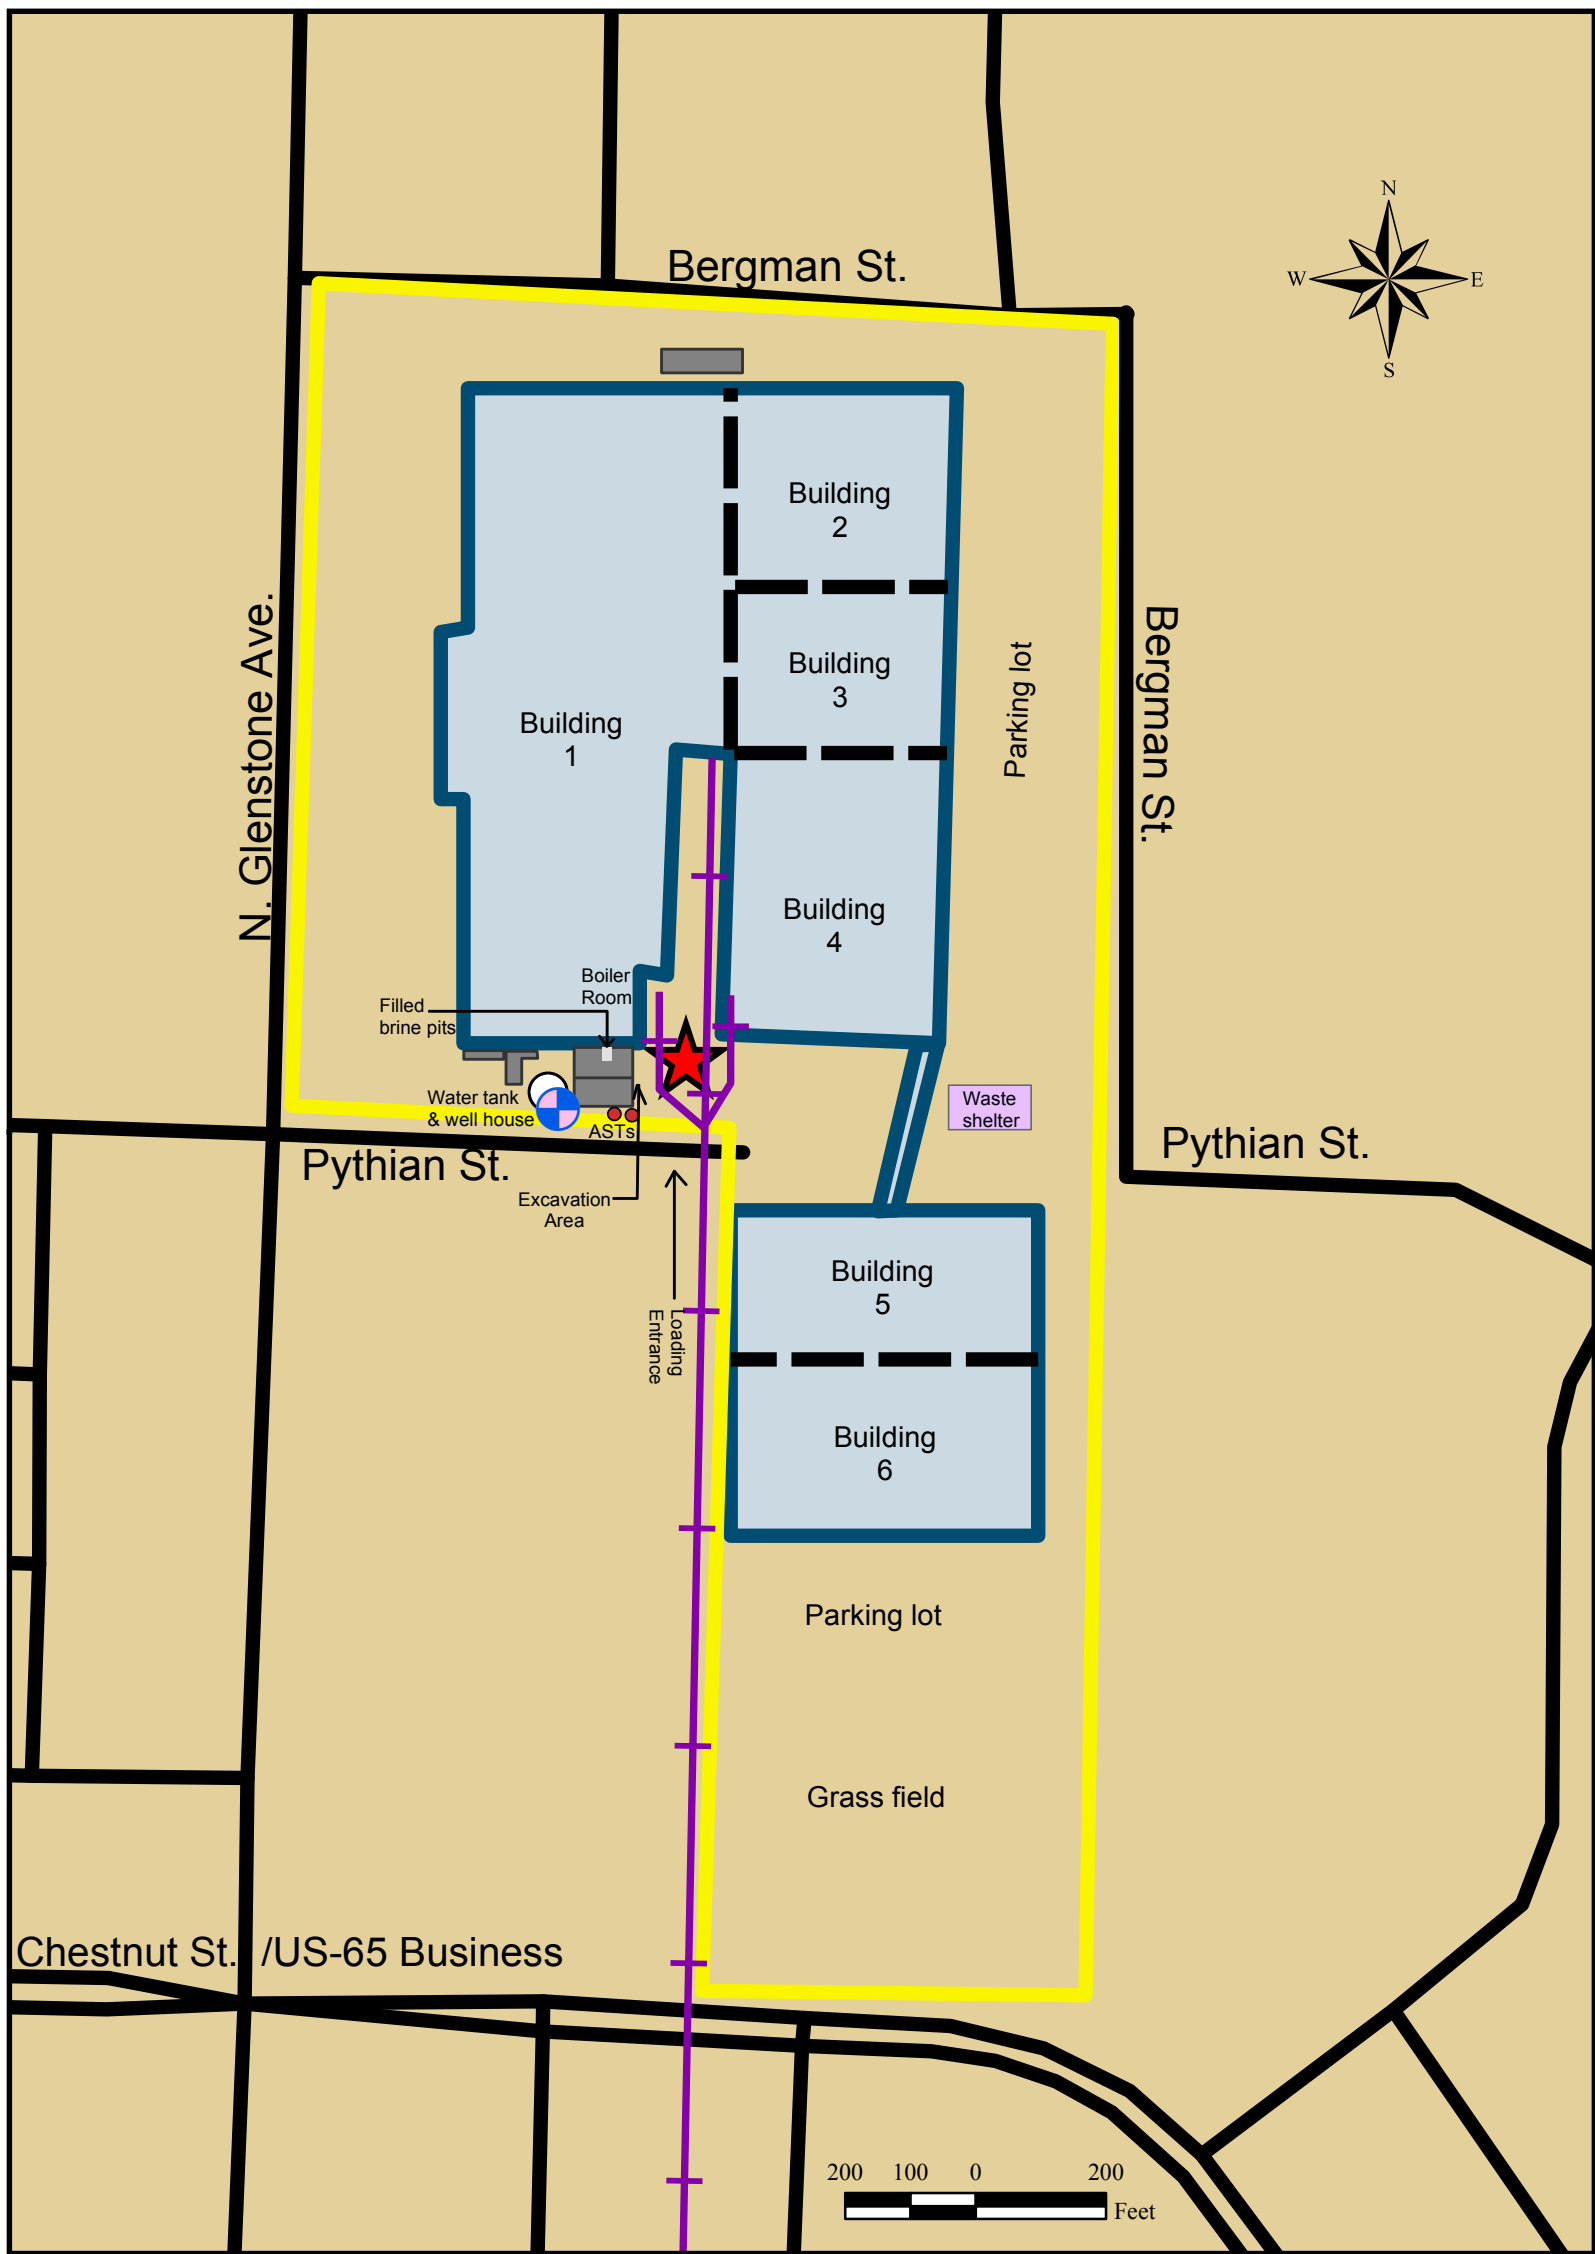 N
W
E
S
Bergman St.
Building
2
Building
3
Building
1
N. Glenstone Ave.
Parking lot
Bergman St.
Building
4
Boiler
Room
Filled
brine pits
Water tank
& well house
ASTs
Waste
shelter
Pythian St.
Pythian St.
Excavation
Area
Loading
Entrance
Building
5
Building
6
Parking lot
Grass field
Chestnut St. /US-65 Business
200 100 0 200
Feet